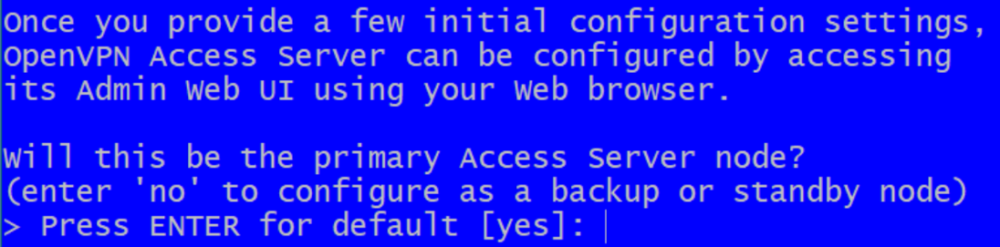 Once you provide a few initial configuration settings,
OpenVPN Access Server can be configured by accessing
its Admin Web UI using your Web browser.
Will this be the primary Access Server node?
(enter 'no' to configure as a backup or standby node)
> Press ENTER for default [yes]: